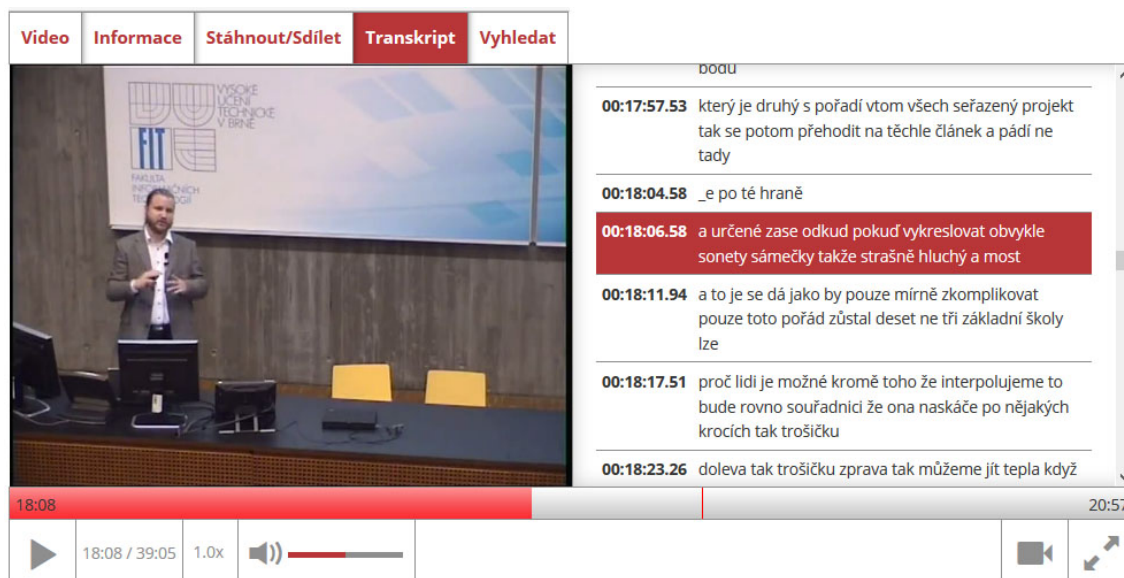 Video Informace Stáhnout/Sdílet Transkript Vyhledat
VYSOKÉ
UČENÍ
TECHNICKÉ
V BRNĚ
FIT
FAKULTA
INFORMAČNÍCH
TECHNOLOGIÍ
bodu
00:17:57.53 který je druhý s pořadí vtom všech seřazený projekt
tak se potom přehodit na těchle článek a pádí ne
tady
00:18:04.58 _e po té hraně
00:18:06.58 a určené zase odkud pokuď vykreslovat obvykle
sonety sámečky takže strašně hluchý a most
00:18:11.94 a to je se dá jako by pouze mírně zkomplikovat
pouze toto pořád zůstal deset ne tři základní školy
lze
00:18:17.51 proč lidi je možné kromě toho že interpolujeme to
bude rovno souřadnici že ona naskáče po nějakých
krocích tak trošičku
00:18:23.26 doleva tak trošičku zprava tak můžeme jít tepla když
18:08 20:57
18:08 / 39:05 1.0x